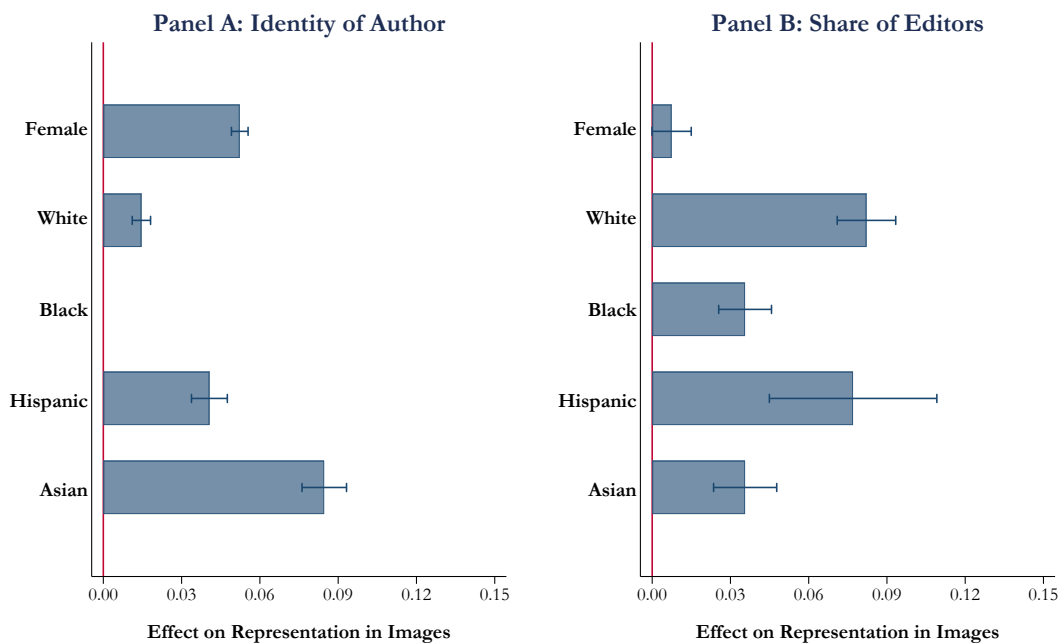 Panel A: Identity of Author
Female
White
Black
Hispanic
Asian
0.00 0.03 0.06 0.09 0.12 0.15
Effect on Representation in Images
Panel B: Share of Editors
Female
White
Black
Hispanic
Asian
0.00 0.03 0.06 0.09 0.12 0.15
Effect on Representation in Images